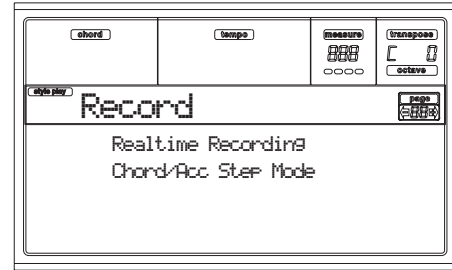 chord
tempo
measure
888
transpose
C 0
octave
style play
Record
page
Realtime Recording
Chord/Acc Step Mode